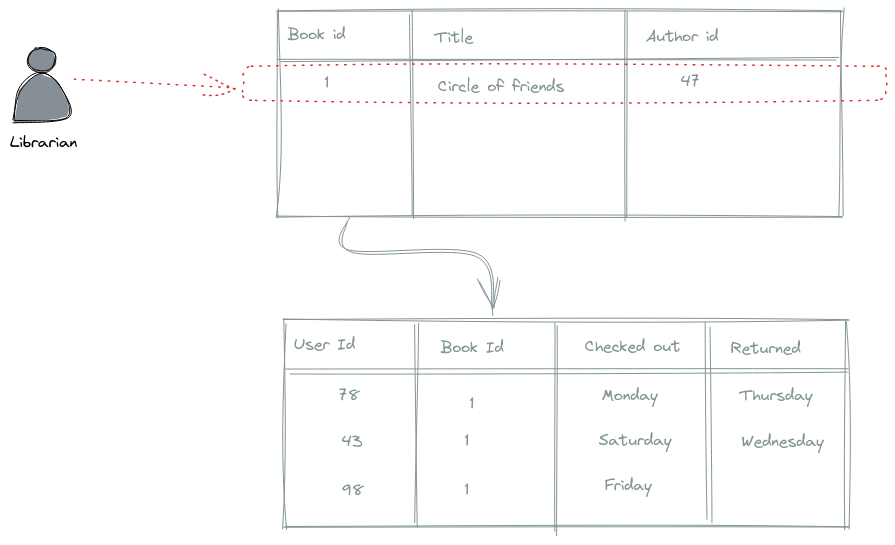 Book id Title Author id
1 Circle of friends 47
Librarian
User Id Book Id Checked out Returned
78 1 Monday Thursday
43 1 Saturday Wednesday
98 1 Friday